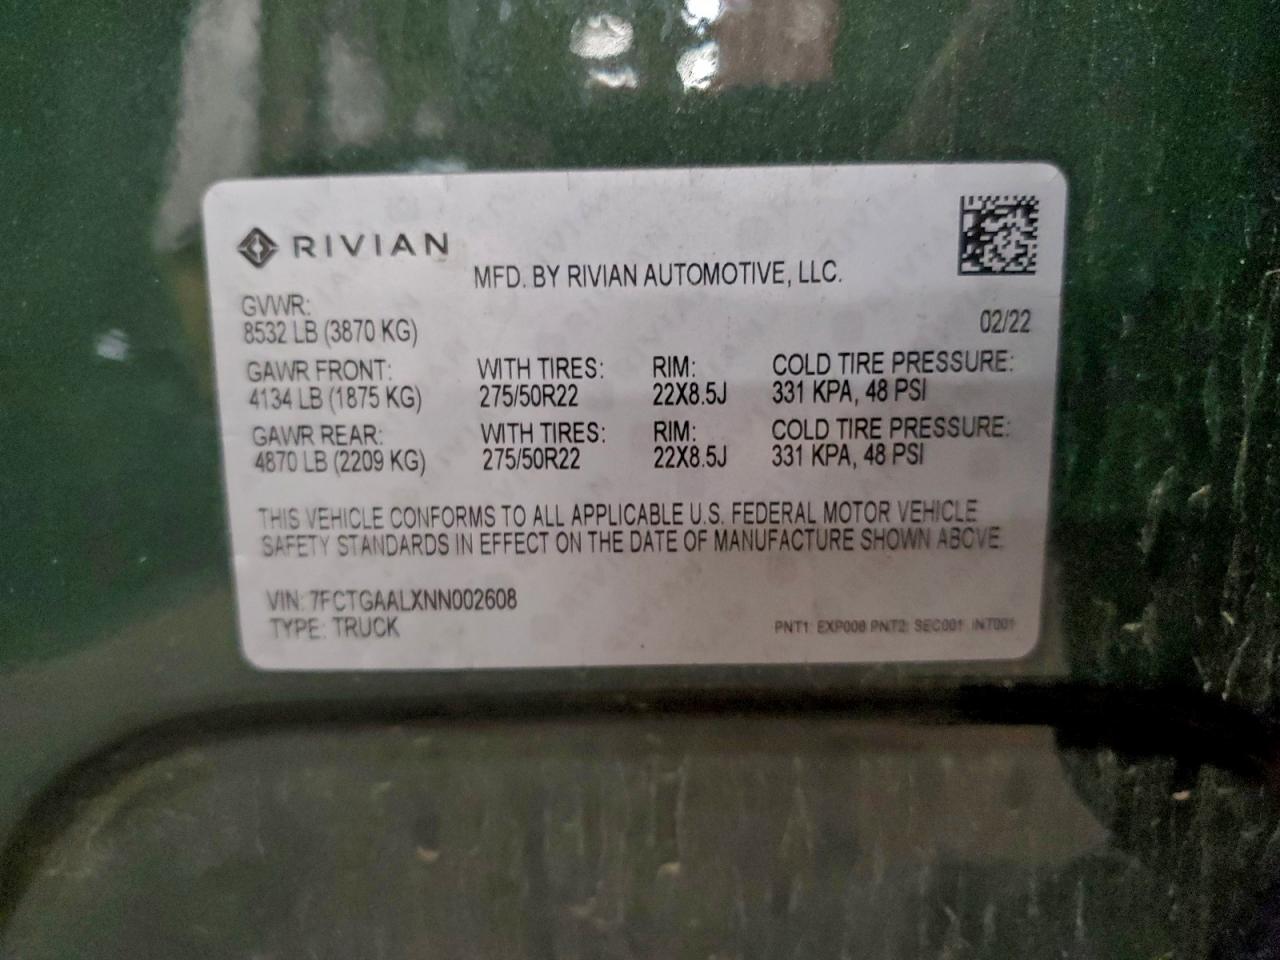 RIVIAN
MFD. BY RIVIAN AUTOMOTIVE, LLC.
GVWR:
8532 LB (3870 KG)
02/22
GAWR FRONT: WITH TIRES: RIM: COLD TIRE PRESSURE:
4134 LB (1875 KG) 275/50R22 22X8.5J 331 KPA, 48 PSI
GAWR REAR: WITH TIRES: RIM: COLD TIRE PRESSURE:
4870 LB (2209 KG) 275/50R22 22X8.5J 331 KPA, 48 PSI
THIS VEHICLE CONFORMS TO ALL APPLICABLE U.S. FEDERAL MOTOR VEHICLE
SAFETY STANDARDS IN EFFECT ON THE DATE OF MANUFACTURE SHOWN ABOVE.
VIN: 7FCTGAALXNN002608
TYPE: TRUCK
PNT1: PNT2: SEC001 INT001